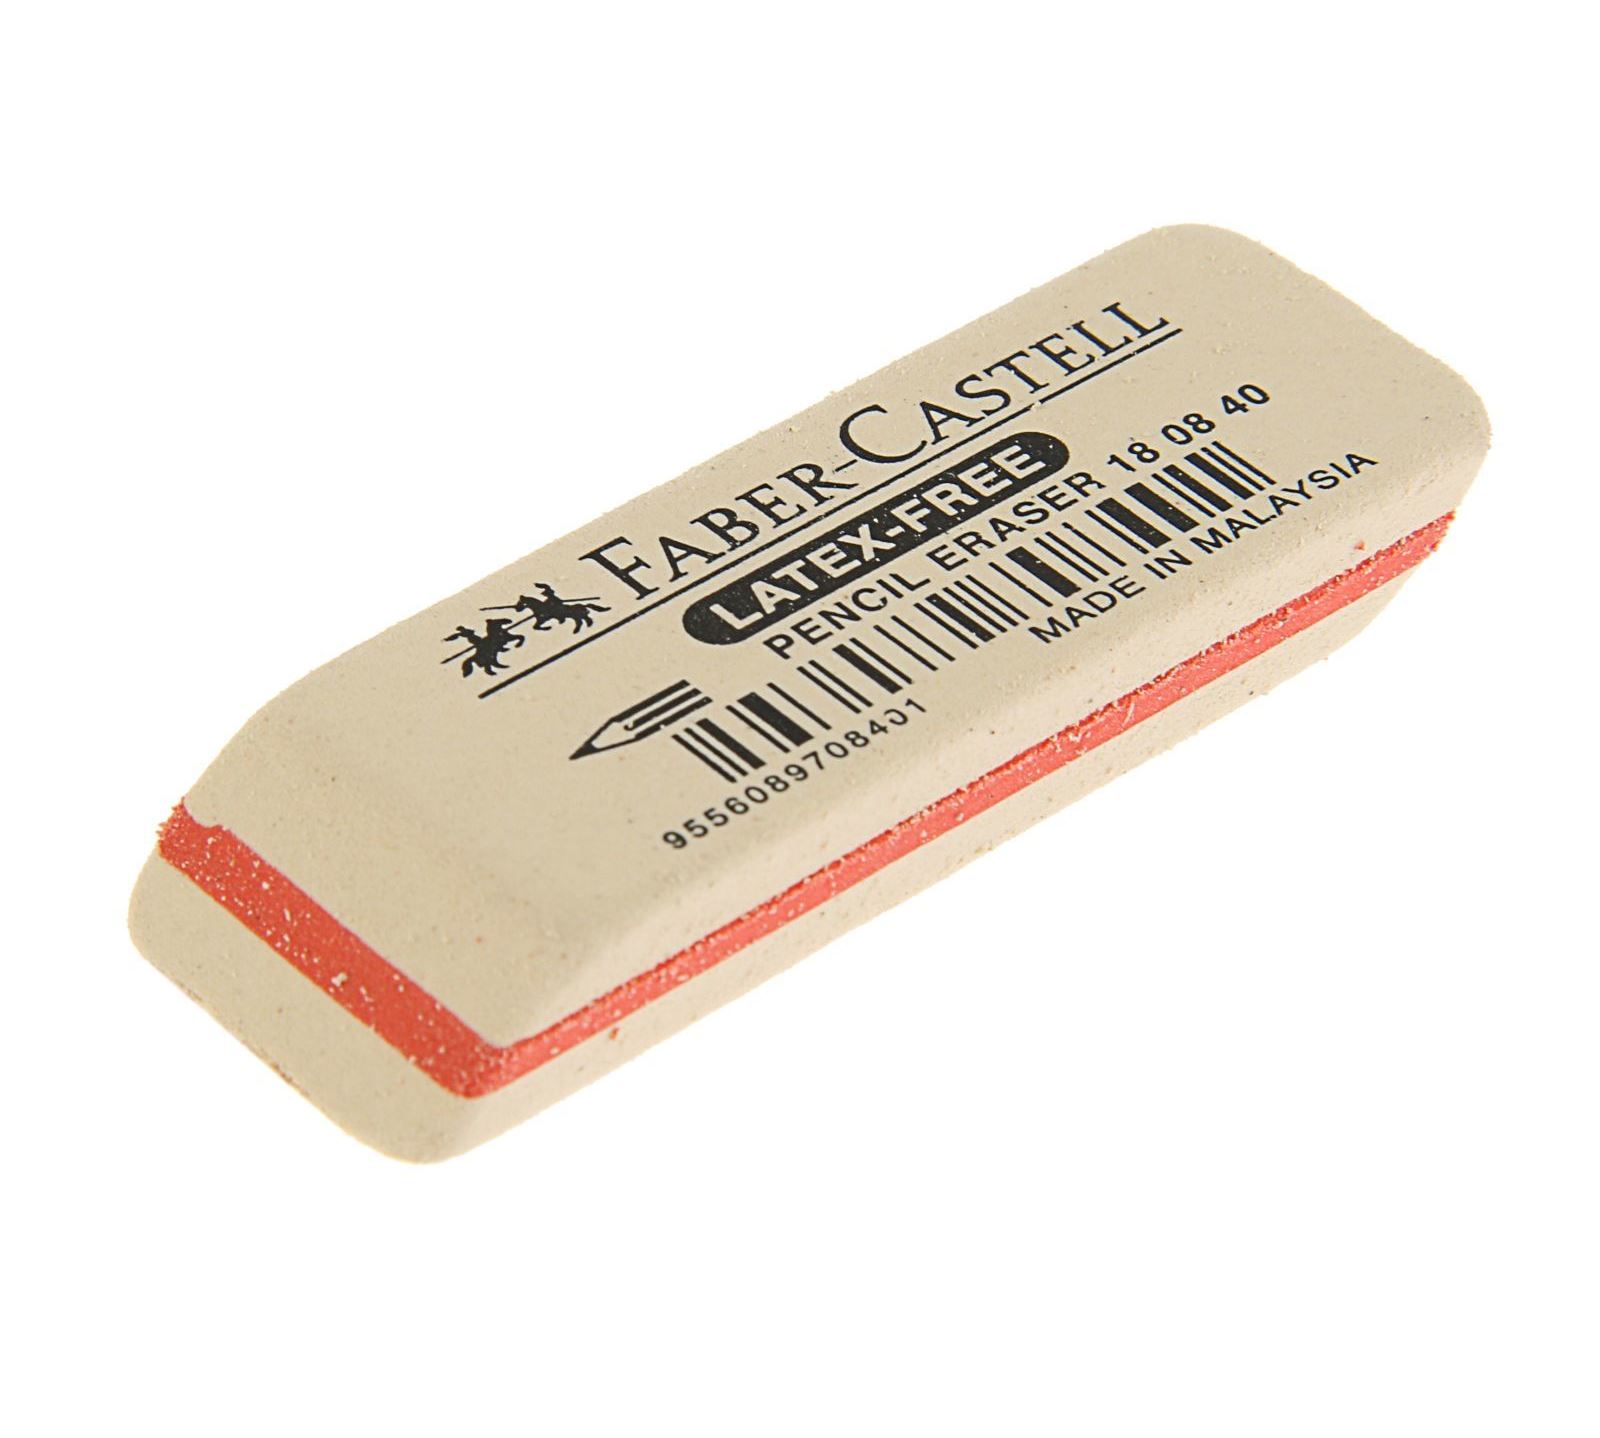 FABER-CASTELL
LATEX-FREE
PENCIL ERASER 18 08 40
9556089708401
MADE IN MALAYSIA